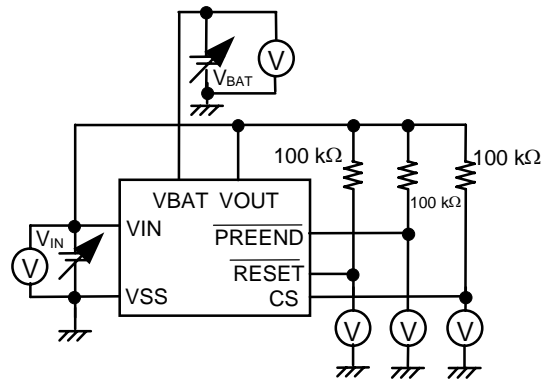 V
VBAT
100 kΩ
100 kΩ
100 kΩ
VBAT VOUT
VIN
VIN
V
PREEND
RESET
VSS
CS
V
V
V